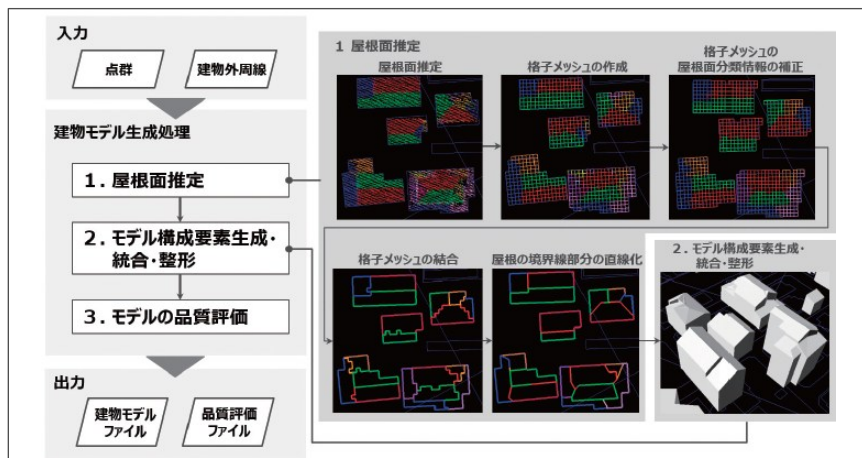 入力
点群
建物外周線
建物モデル生成処理
1．屋根面推定
2．モデル構成要素生成・
統合・整形
3．モデルの品質評価
出力
建物モデル
ファイル
品質評価
ファイル
1 屋根面推定
屋根面推定
格子メッシュの作成
格子メッシュの
屋根面分類情報の補正
格子メッシュの結合
屋根の境界線部分の直線化
2．モデル構成要素生成・
統合・整形